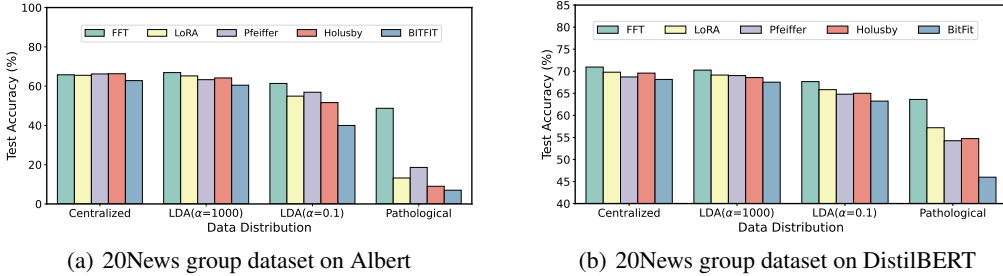 100
80
60
40
20
0
Test Accuracy (%)
FFT LoRA Pfeiffer Holusby BITFIT
Centralized LDA(α=1000) LDA(α=0.1) Pathological
Data Distribution
(a) 20News group dataset on Albert
85
80
75
70
65
60
55
50
45
40
Test Accuracy (%)
FFT LoRA Pfeiffer Holusby BitFit
Centralized LDA(α=1000) LDA(α=0.1) Pathological
Data Distribution
(b) 20News group dataset on DistilBERT